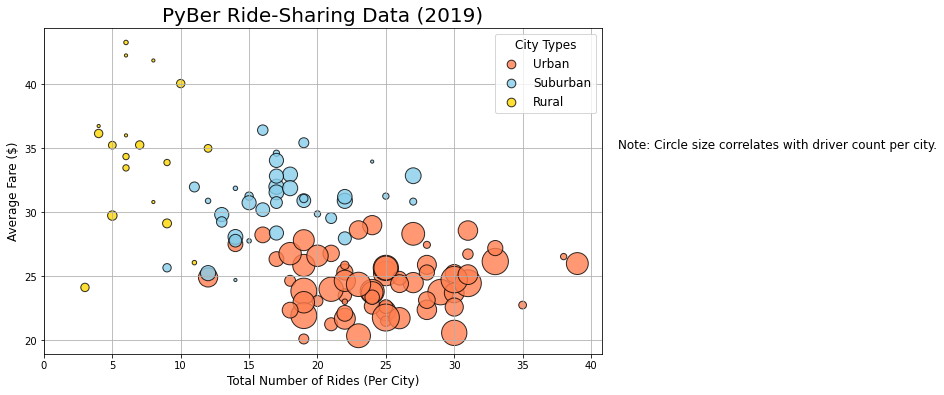 PyBer Ride-Sharing Data (2019)
City Types
Urban
Suburban
Rural
40
35
30
25
20
Average Fare ($)
0 5 10 15 20 25 30 35 40
Total Number of Rides (Per City)
Note: Circle size correlates with driver count per city.